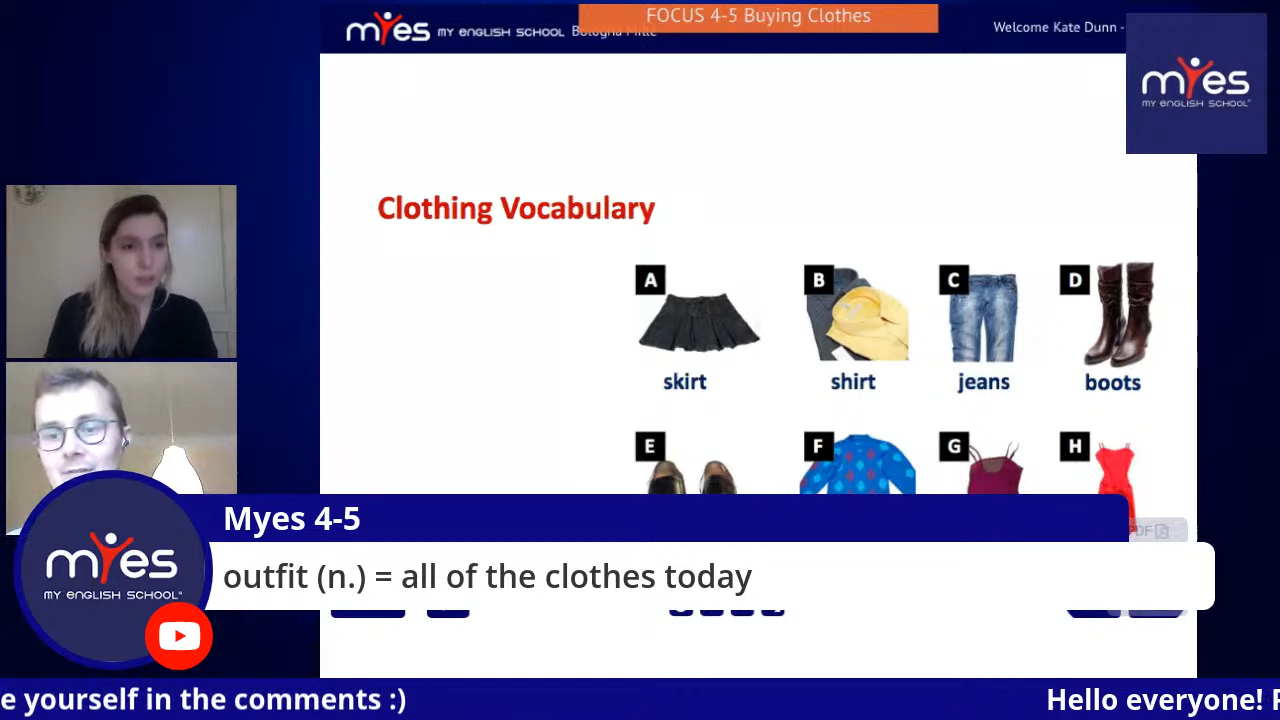 FOCUS 4-5 Buying Clothes
myes MY ENGLISH SCHOOL
Welcome Kate Dunn -
myes
MY ENGLISH SCHOOL
Clothing Vocabulary
A B C D
skirt shirt jeans boots
E F G H
PDF
Myes 4-5
outfit (n.) = all of the clothes today
myes
MY ENGLISH SCHOOL
e yourself in the comments :)
Hello everyone!